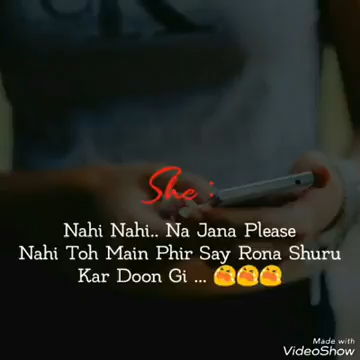 She :
Nahi Nahi.. Na Jana Please
Nahi Toh Main Phir Say Rona Shuru
Kar Doon Gi ... 😭😭😭
Made with
VideoShow